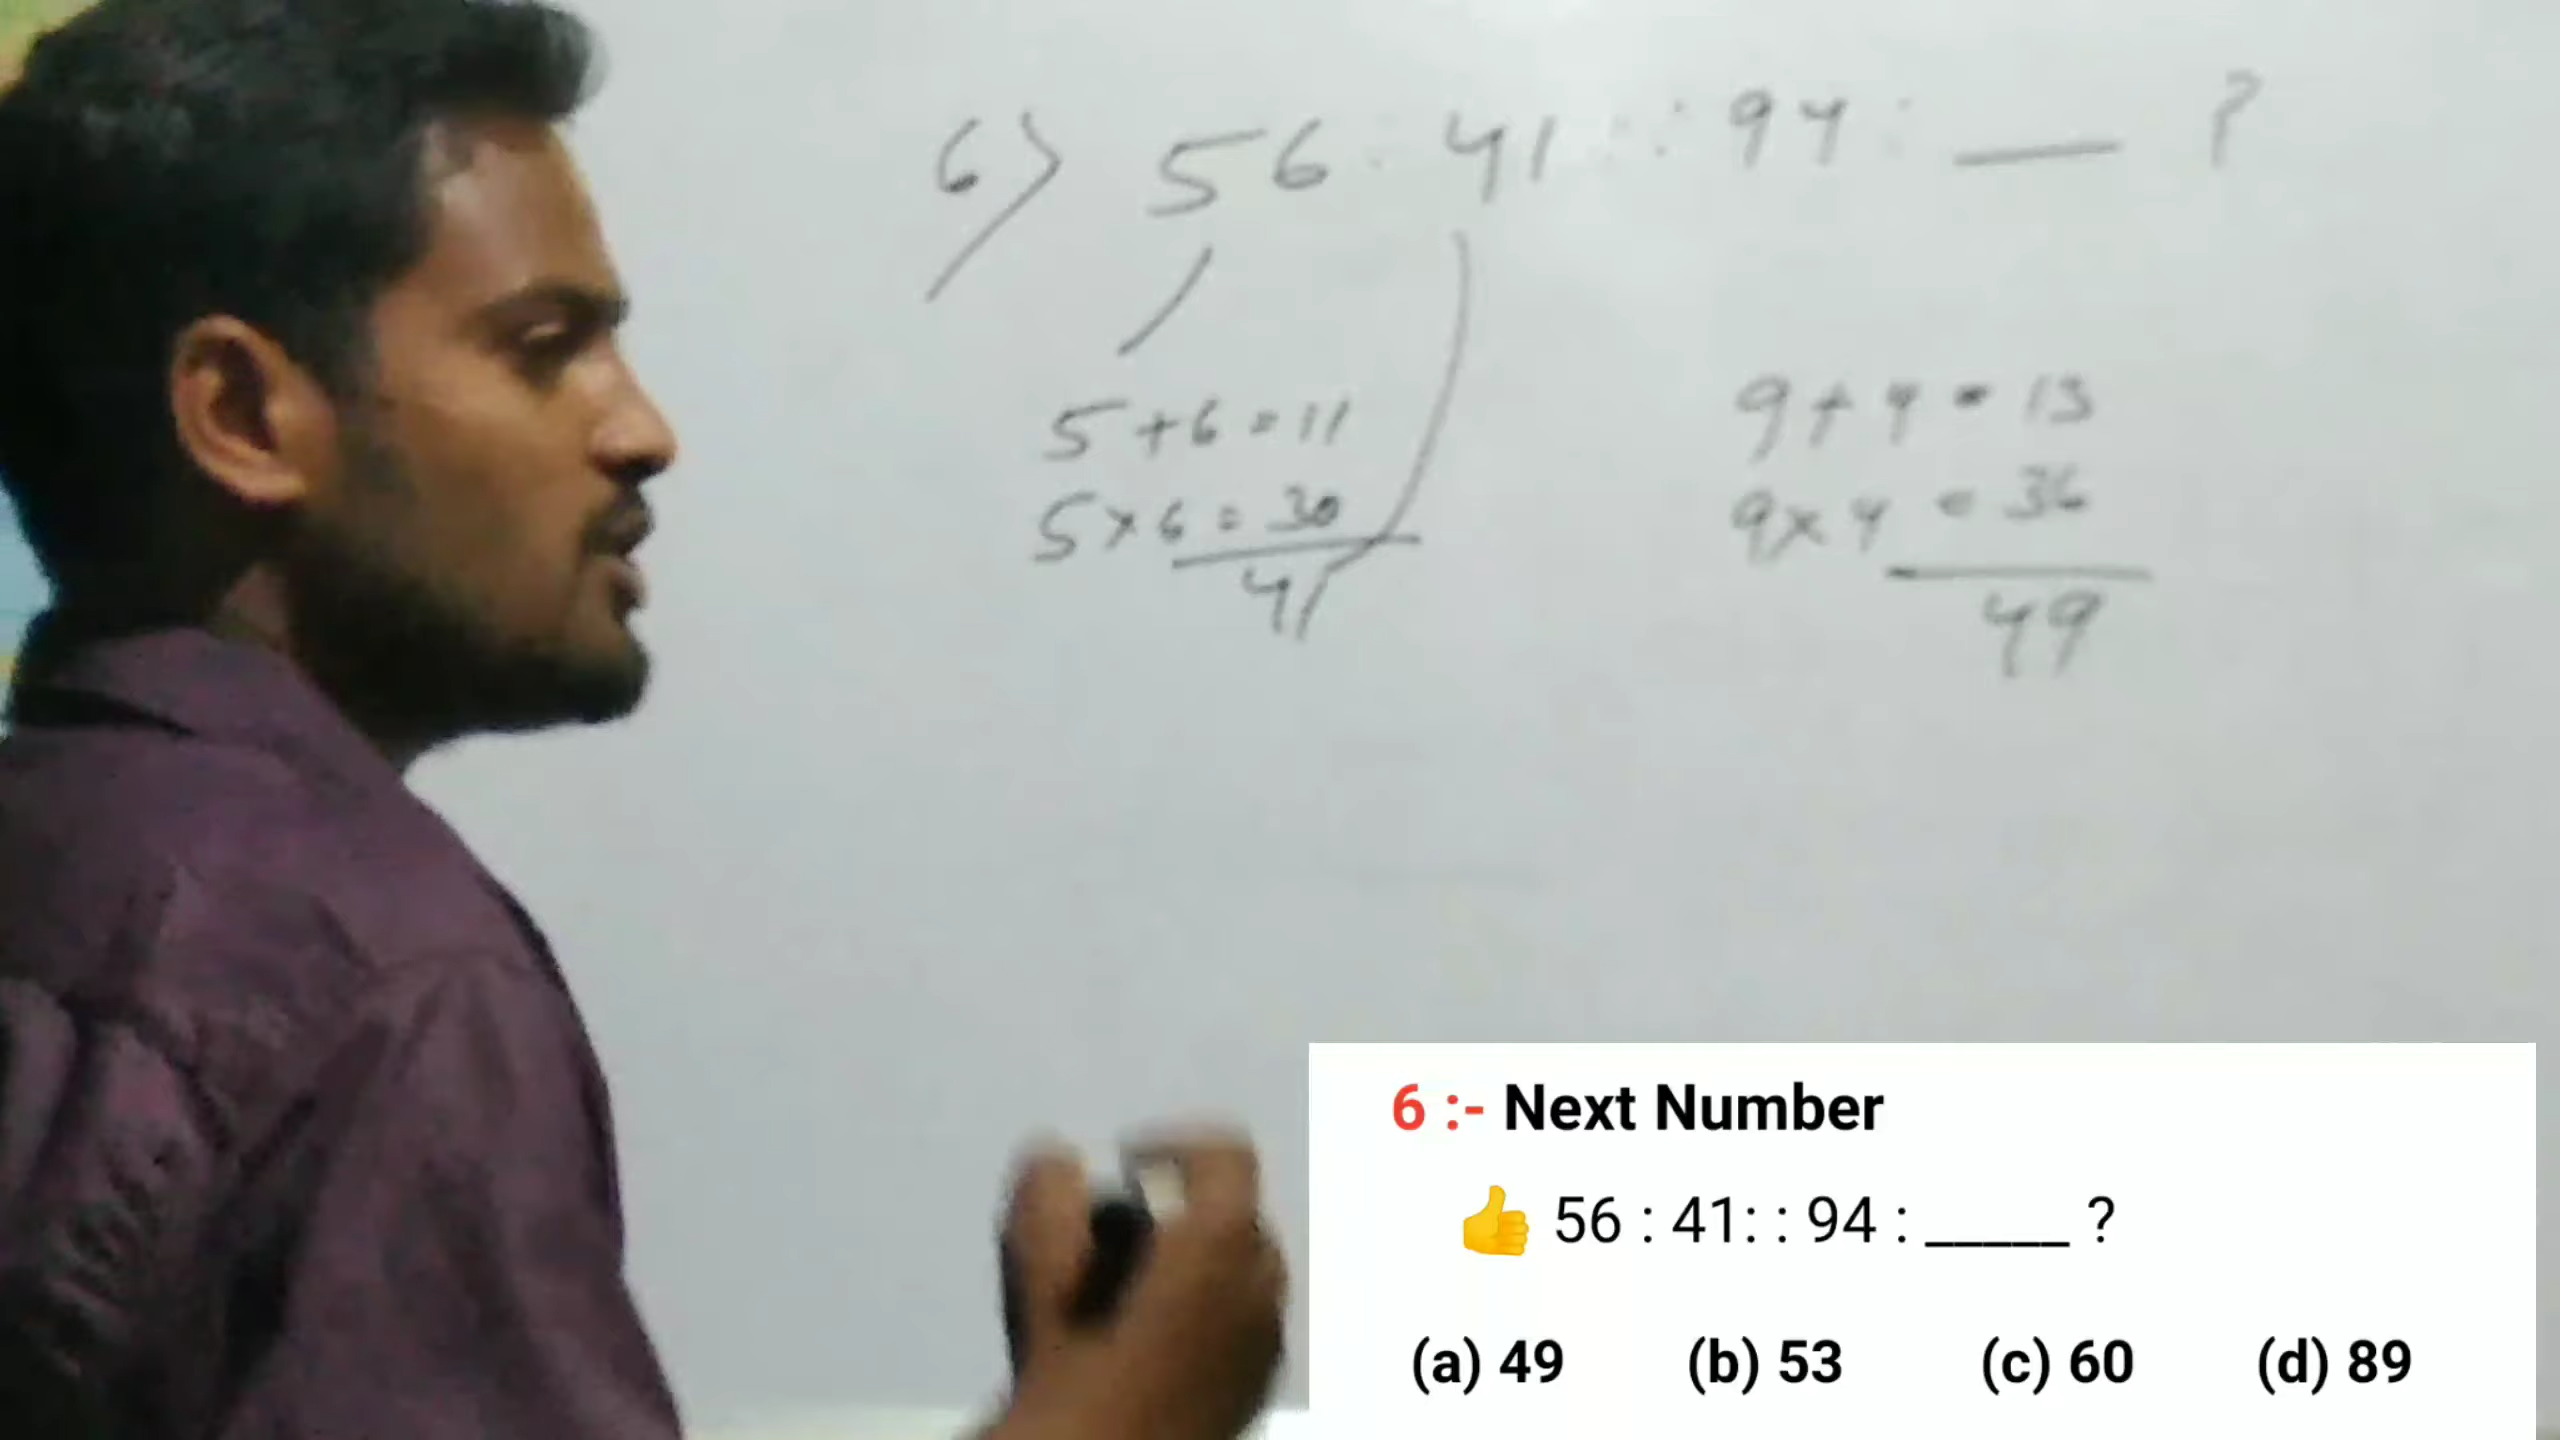 6) 56 : 41 :: 94 : __ ?
5+6=11
5×6=30
41
9+4=13
9×4=36
49
6 :- Next Number
👍 56 : 41: : 94 : _____ ?
(a) 49 (b) 53 (c) 60 (d) 89